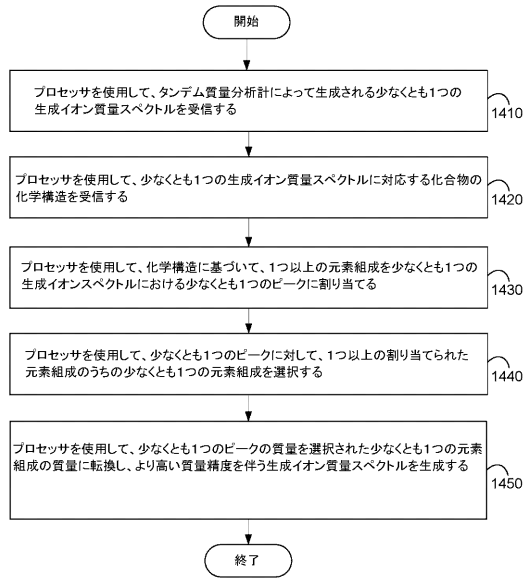 開始
プロセッサを使用して、タンデム質量分析計によって生成される少なくとも1つの
生成イオン質量スペクトルを受信する
1410
プロセッサを使用して、少なくとも1つの生成イオン質量スペクトルに対応する化合物の
化学構造を受信する
1420
プロセッサを使用して、化学構造に基づいて、1つ以上の元素組成を少なくとも1つの
生成イオンスペクトルにおける少なくとも1つのピークに割り当てる
1430
プロセッサを使用して、少なくとも1つのピークに対して、1つ以上の割り当てられた
元素組成のうちの少なくとも1つの元素組成を選択する
1440
プロセッサを使用して、少なくとも1つのピークの質量を選択された少なくとも1つの元素
組成の質量に転換し、より高い質量精度を伴う生成イオン質量スペクトルを生成する
1450
終了